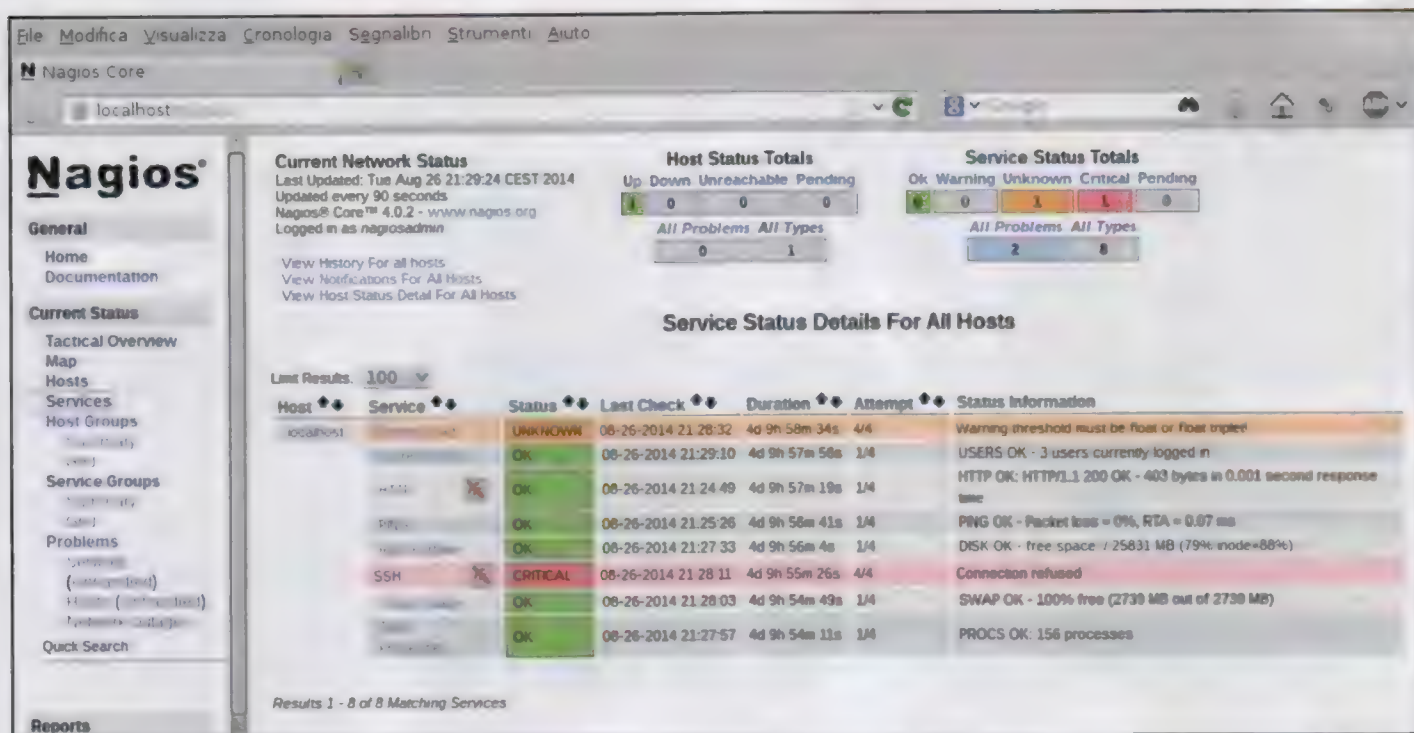 File Modifica Visualizza Cronologia Segnalibri Strumenti Aiuto
N Nagios Core
localhost
Google
Nagios®
General
Home
Documentation
Current Status
Tactical Overview
Map
Hosts
Services
Host Groups
Service Groups
Problems
Quick Search
Reports
Current Network Status
Last Updated: Tue Aug 26 21:29:24 CEST 2014
Updated every 90 seconds
Nagios® Core™ 4.0.2 - www.nagios.org
Logged in as nagiosadmin
View History For all hosts
View Notifications For All Hosts
View Host Status Detail For All Hosts
Host Status Totals
Up Down Unreachable Pending
1 0 0 0
All Problems All Types
0 1
Service Status Totals
Ok Warning Unknown Critical Pending
0 1 1 0
All Problems All Types
2 8
Service Status Details For All Hosts
Limit Results: 100
Host Service Status Last Check Duration Attempt Status Information
localhost UNKNOWN 08-26-2014 21:28:32 4d 9h 58m 34s 4/4 Warning threshold must be float or float triplet!
OK 08-26-2014 21:29:10 4d 9h 57m 56s 1/4 USERS OK - 3 users currently logged in
HTTP OK 08-26-2014 21:24:49 4d 9h 57m 19s 1/4 HTTP OK: HTTP/1.1 200 OK - 403 bytes in 0.001 second response time
PING OK 08-26-2014 21:25:26 4d 9h 56m 41s 1/4 PING OK - Packet loss = 0%, RTA = 0.07 ms
OK 08-26-2014 21:27:33 4d 9h 56m 4s 1/4 DISK OK - free space: / 25831 MB (79% inode=88%)
SSH CRITICAL 08-26-2014 21:28:11 4d 9h 55m 26s 4/4 Connection refused
OK 08-26-2014 21:28:03 4d 9h 54m 49s 1/4 SWAP OK - 100% free (2739 MB out of 2739 MB)
OK 08-26-2014 21:27:57 4d 9h 54m 11s 1/4 PROCS OK: 156 processes
Results 1 - 8 of 8 Matching Services